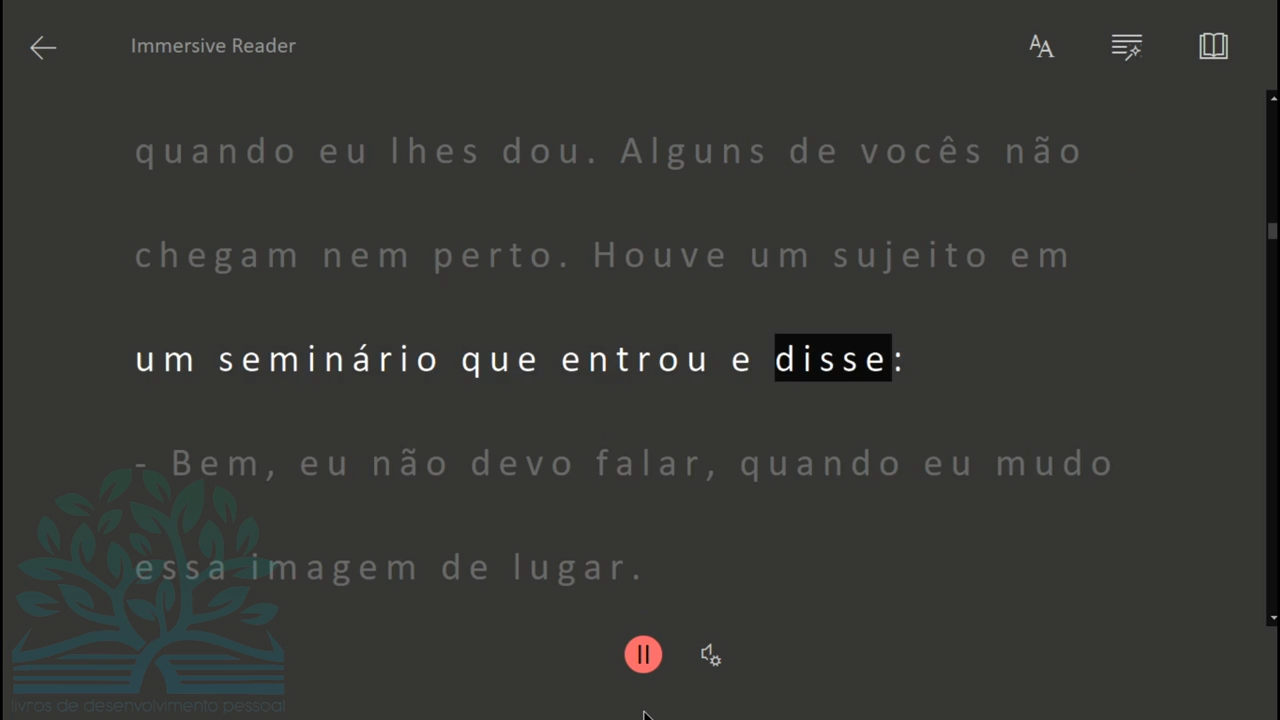 Immersive Reader
quando eu lhes dou. Alguns de vocês não
chegam nem perto. Houve um sujeito em
um seminário que entrou e disse:
- Bem, eu não devo falar, quando eu mudo
essa imagem de lugar.
livros de desenvolvimento pessoal